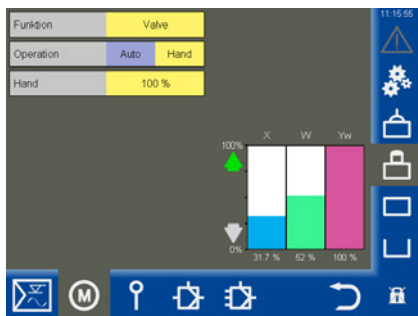 11:15:55
Funktion Valve
Operation Auto Hand
Hand 100 %
X W Yw
100%
0%
31.7 % 52 % 100 %
M